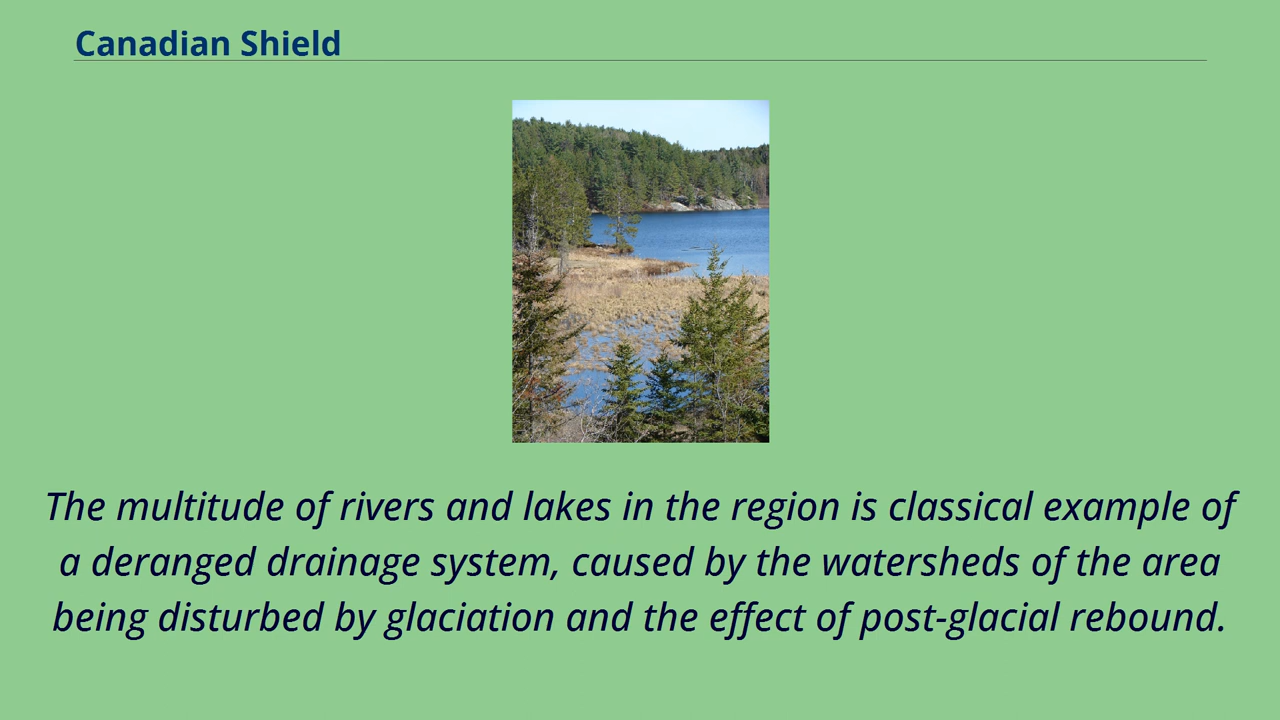 Canadian Shield
The multitude of rivers and lakes in the region is classical example of
a deranged drainage system, caused by the watersheds of the area
being disturbed by glaciation and the effect of post-glacial rebound.